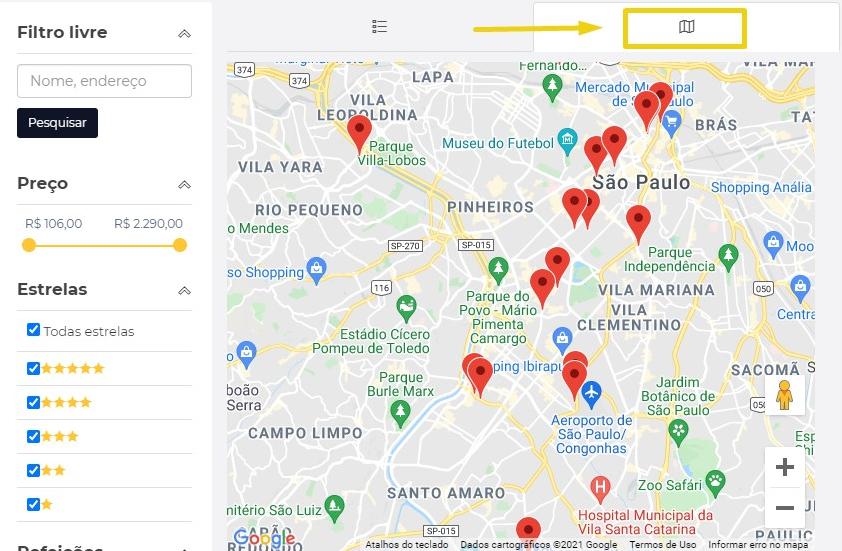 Filtro livre
Nome, endereço
Pesquisar
Preço
R$ 106,00
R$ 2.290,00
Estrelas
Todas estrelas
374
374
LAPA
Fernando...
VILA
LEOPOLDINA
Mercado Municipal
de São Paulo
BRÁS
Museu do Futebol
Parque
Villa-Lobos
VILA YARA
São Paulo
Shopping Anália
RIO PEQUENO
PINHEIROS
o Mendes
SP-270
SP-015
Parque
Independência
Moo
so Shopping
116
050
Parque do
Povo - Mário
Pimenta
Camargo
VILA MARIANA
VILA
CLEMENTINO
Centra
Estádio Cícero
Pompeu de Toledo
ping Ibirapu
SACOMÃ
Parque
Burle Marx
boão
Serra
Jardim
Botânico de
São Paulo
Aeroporto de
São Paulo/
Congonhas
CAMPO LIMPO
Zoo Safári
SANTO AMARO
nitério São Luiz
Hospital Municipal da
Vila Santa Catarina
SP-015
Google
Atalhos do teclado
Dados cartográficos ©2021 Google
Termos de Uso
Informar erro no mapa